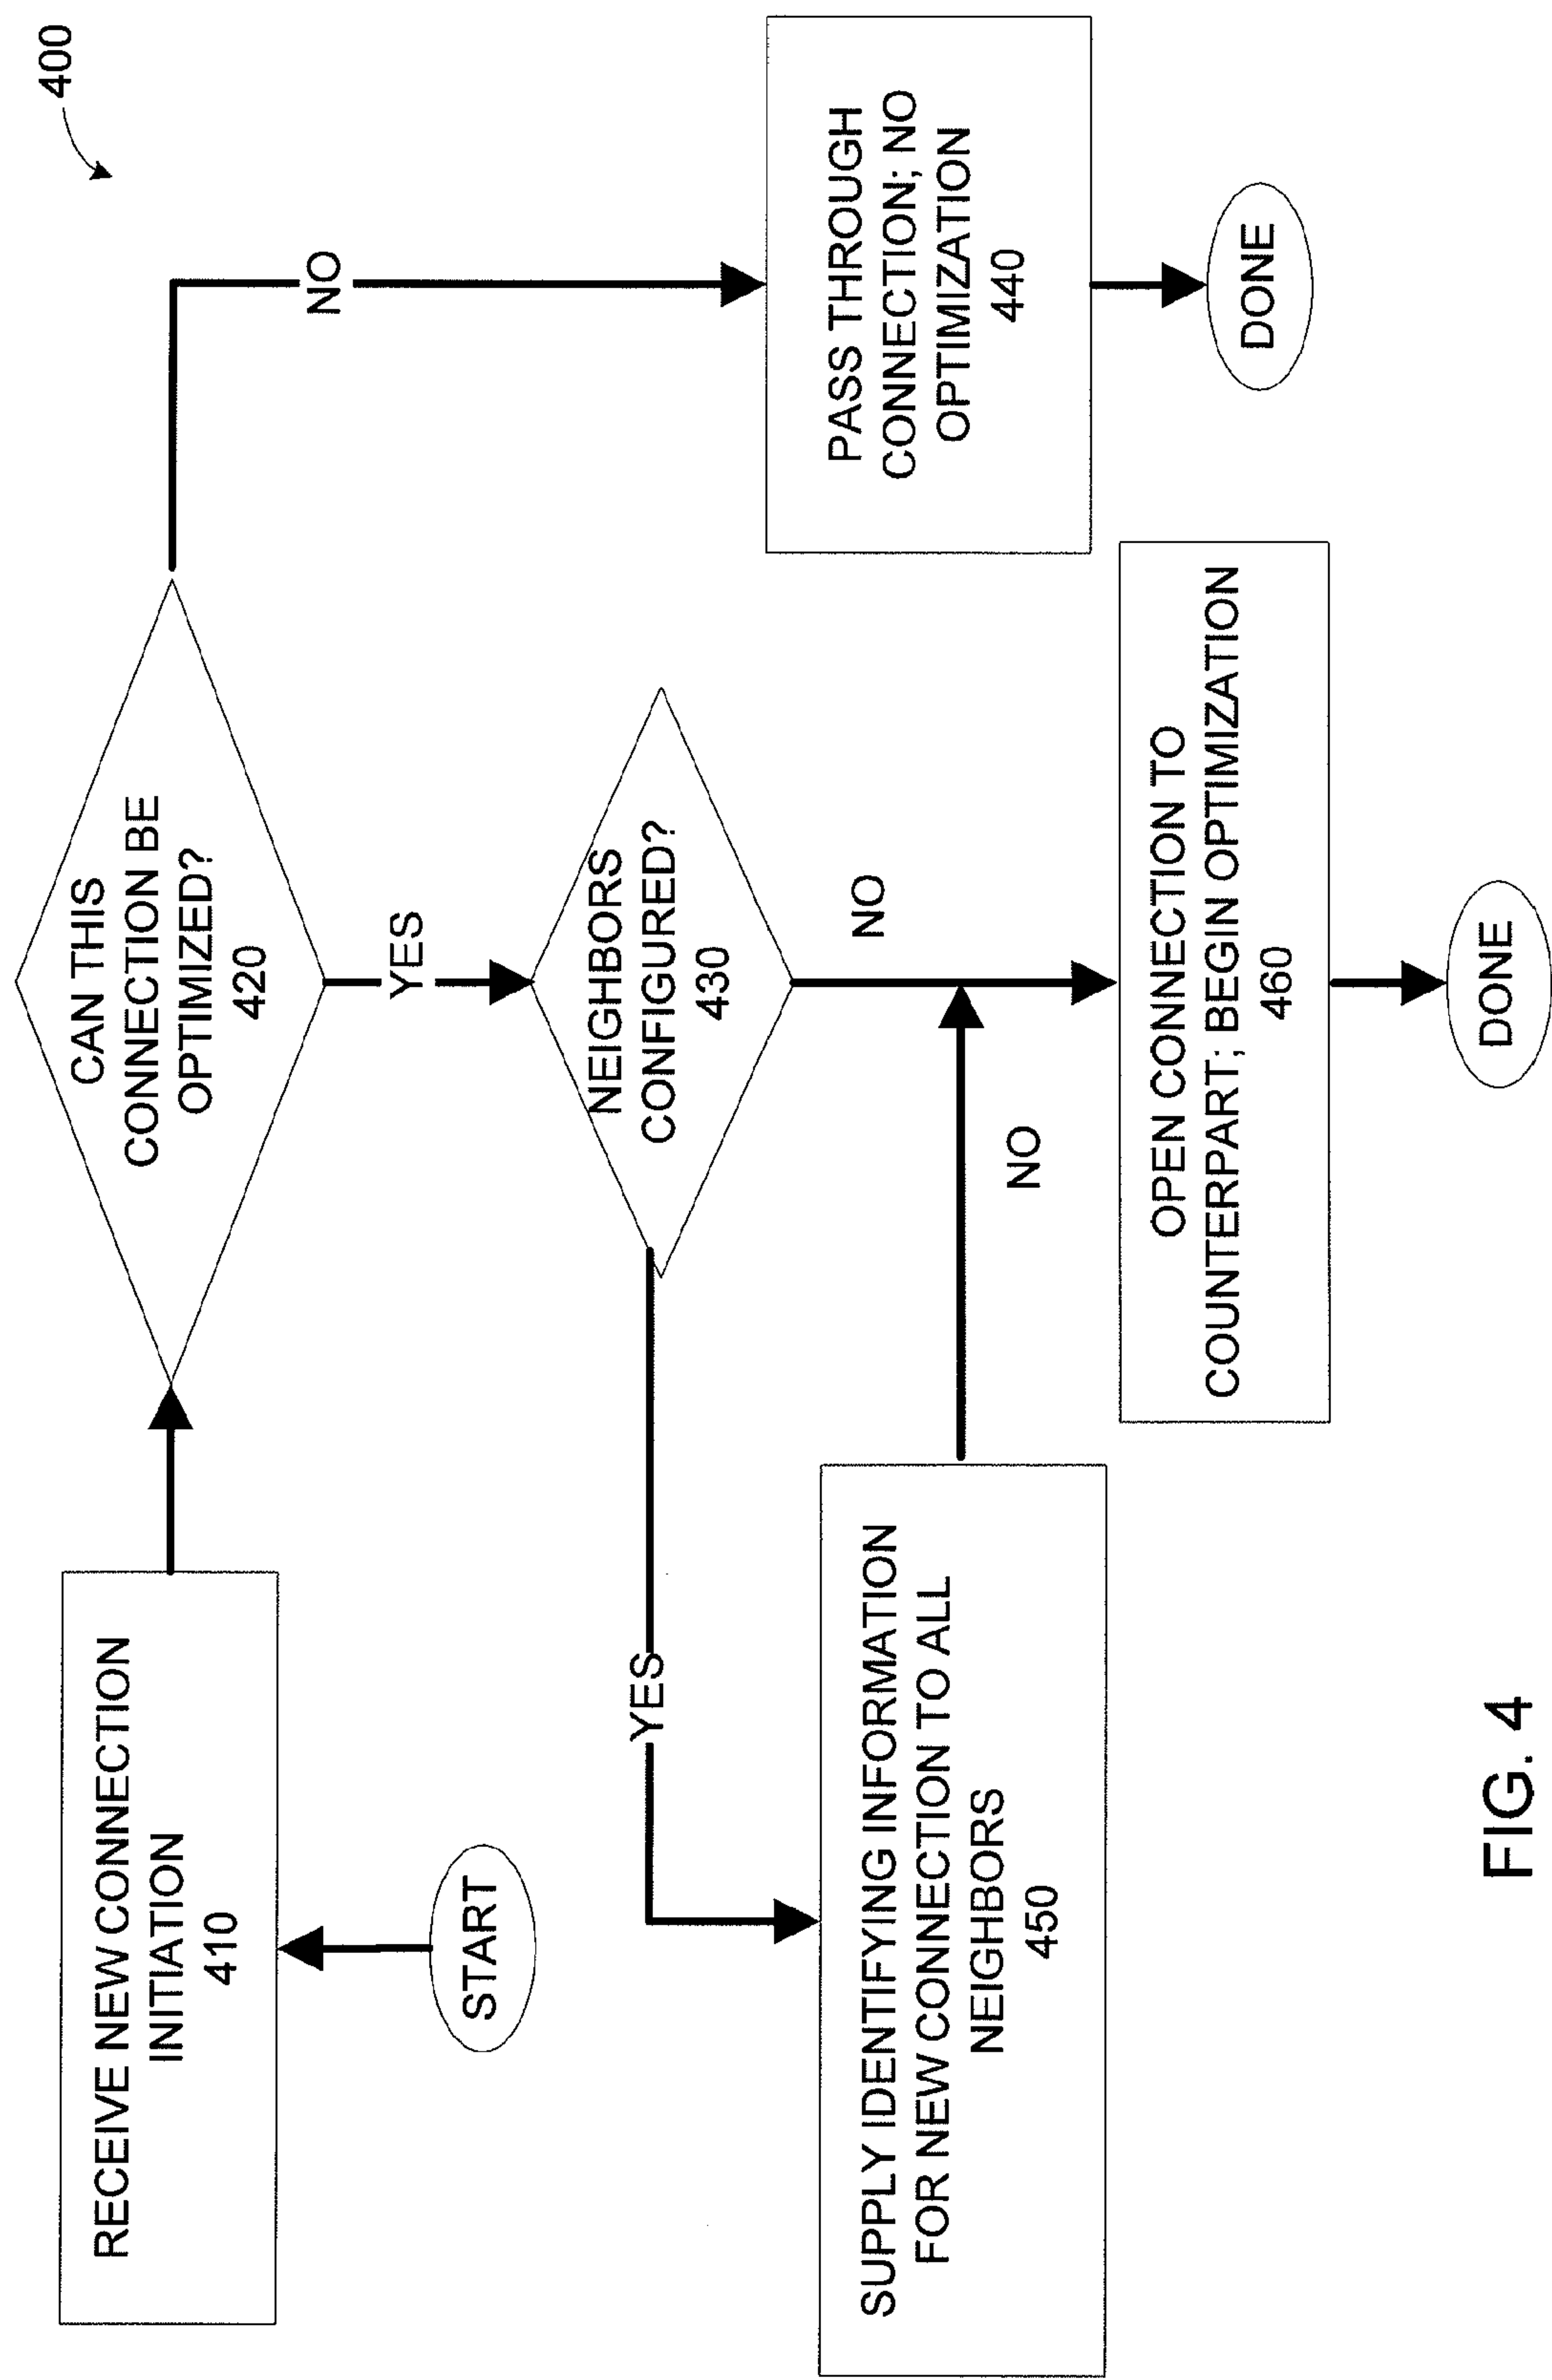 400
START
RECEIVE NEW CONNECTION
INITIATION
410
CAN THIS
CONNECTION BE
OPTIMIZED?
420
NO
YES
NEIGHBORS
CONFIGURED?
430
YES
NO
PASS THROUGH
CONNECTION; NO
OPTIMIZATION
440
DONE
SUPPLY IDENTIFYING INFORMATION
FOR NEW CONNECTION TO ALL
NEIGHBORS
450
NO
OPEN CONNECTION TO
COUNTERPART; BEGIN OPTIMIZATION
460
DONE
FIG. 4